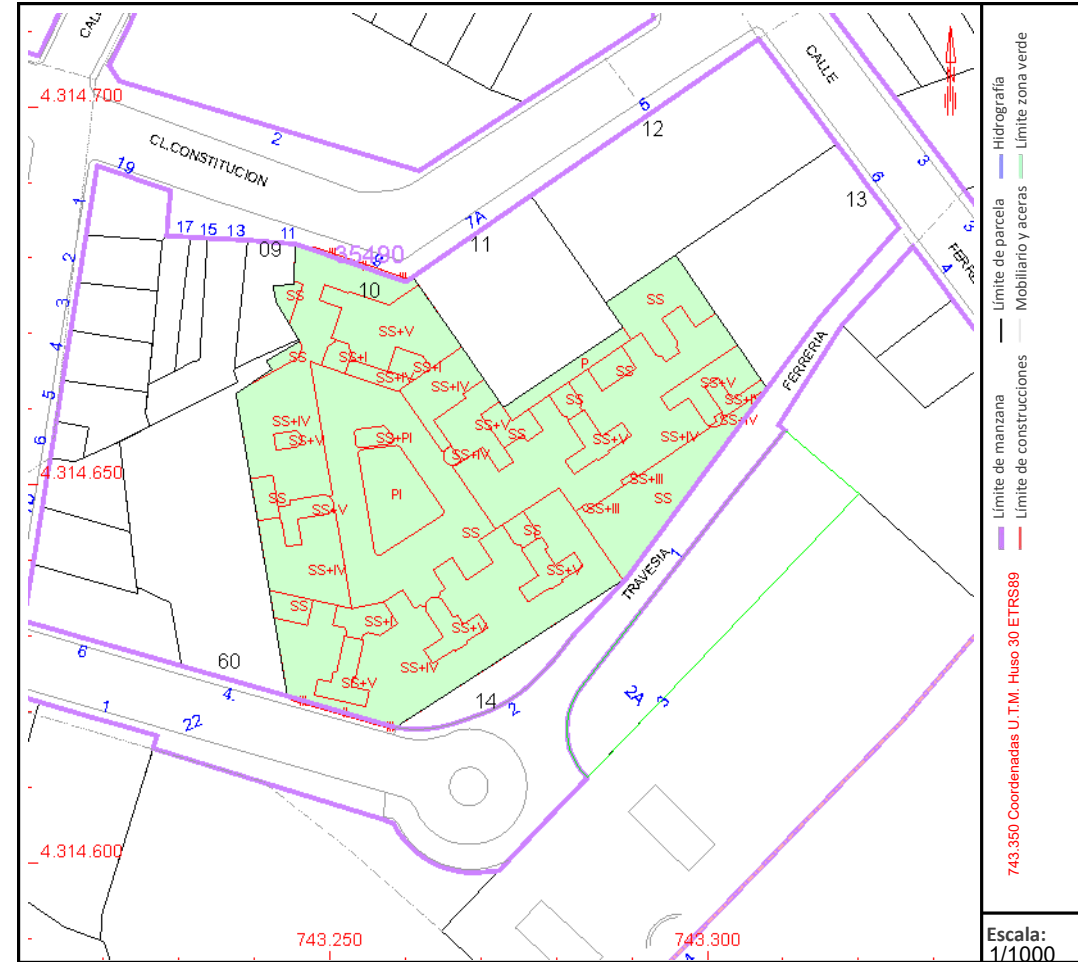 CALL
CALLE
4.314.700
2
5
12
CL.CONSTITUCION
3
6
19
1
7A
13
17
15
13
11
11
09
35490
9
10
2
4
FERRERIA
3
SS
SS
SS+V
SS+I
SS+I
SS+IV
SS+IV
SS
P
SS
SS+V
4
5
SS
SS+V
SS
SS+IV
SS+V
SS+IV
SS+V
SS+PI
SS+IV
SS+IV
6
4.314.650
SS+III
PI
SS
SS
SS+V
SS+III
SS
SS
SS+V
SS+IV
TRAVESIA
1
SS
SS+I
SS+V
6
60
SS+IV
4.
SS+V
14
2
2A
3
1
22
4.314.600
743.250
743.300
Hidrografía
Límite zona verde
Límite de parcela
Mobiliario y aceras
Límite de manzana
Límite de construcciones
743.350 Coordenadas U.T.M. Huso 30 ETRS89
Escala:
1/1000